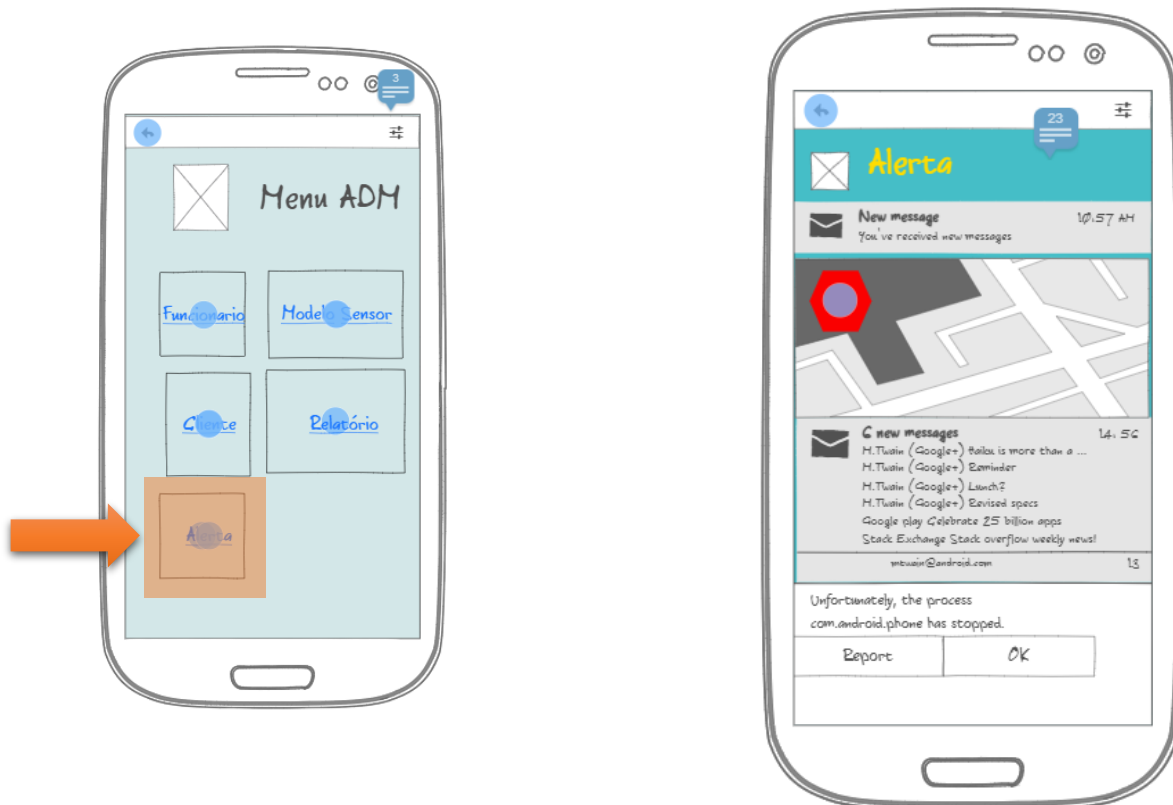 3
Menu ADM
Funcionario
Modelo Sensor
Cliente
Relatório
Alerta
23
Alerta
New message
10:57 AM
You've received new messages
6 new messages
14:56
M.Twain (Google+) Haiku is more than a ...
M.Twain (Google+) Reminder
M.Twain (Google+) Lunch?
M.Twain (Google+) Revised specs
Google play Celebrate 25 billion apps
Stack Exchange Stack overflow weekly news!
mtwain@android.com
13
Unfortunately, the process
com.android.phone has stopped.
Report
OK